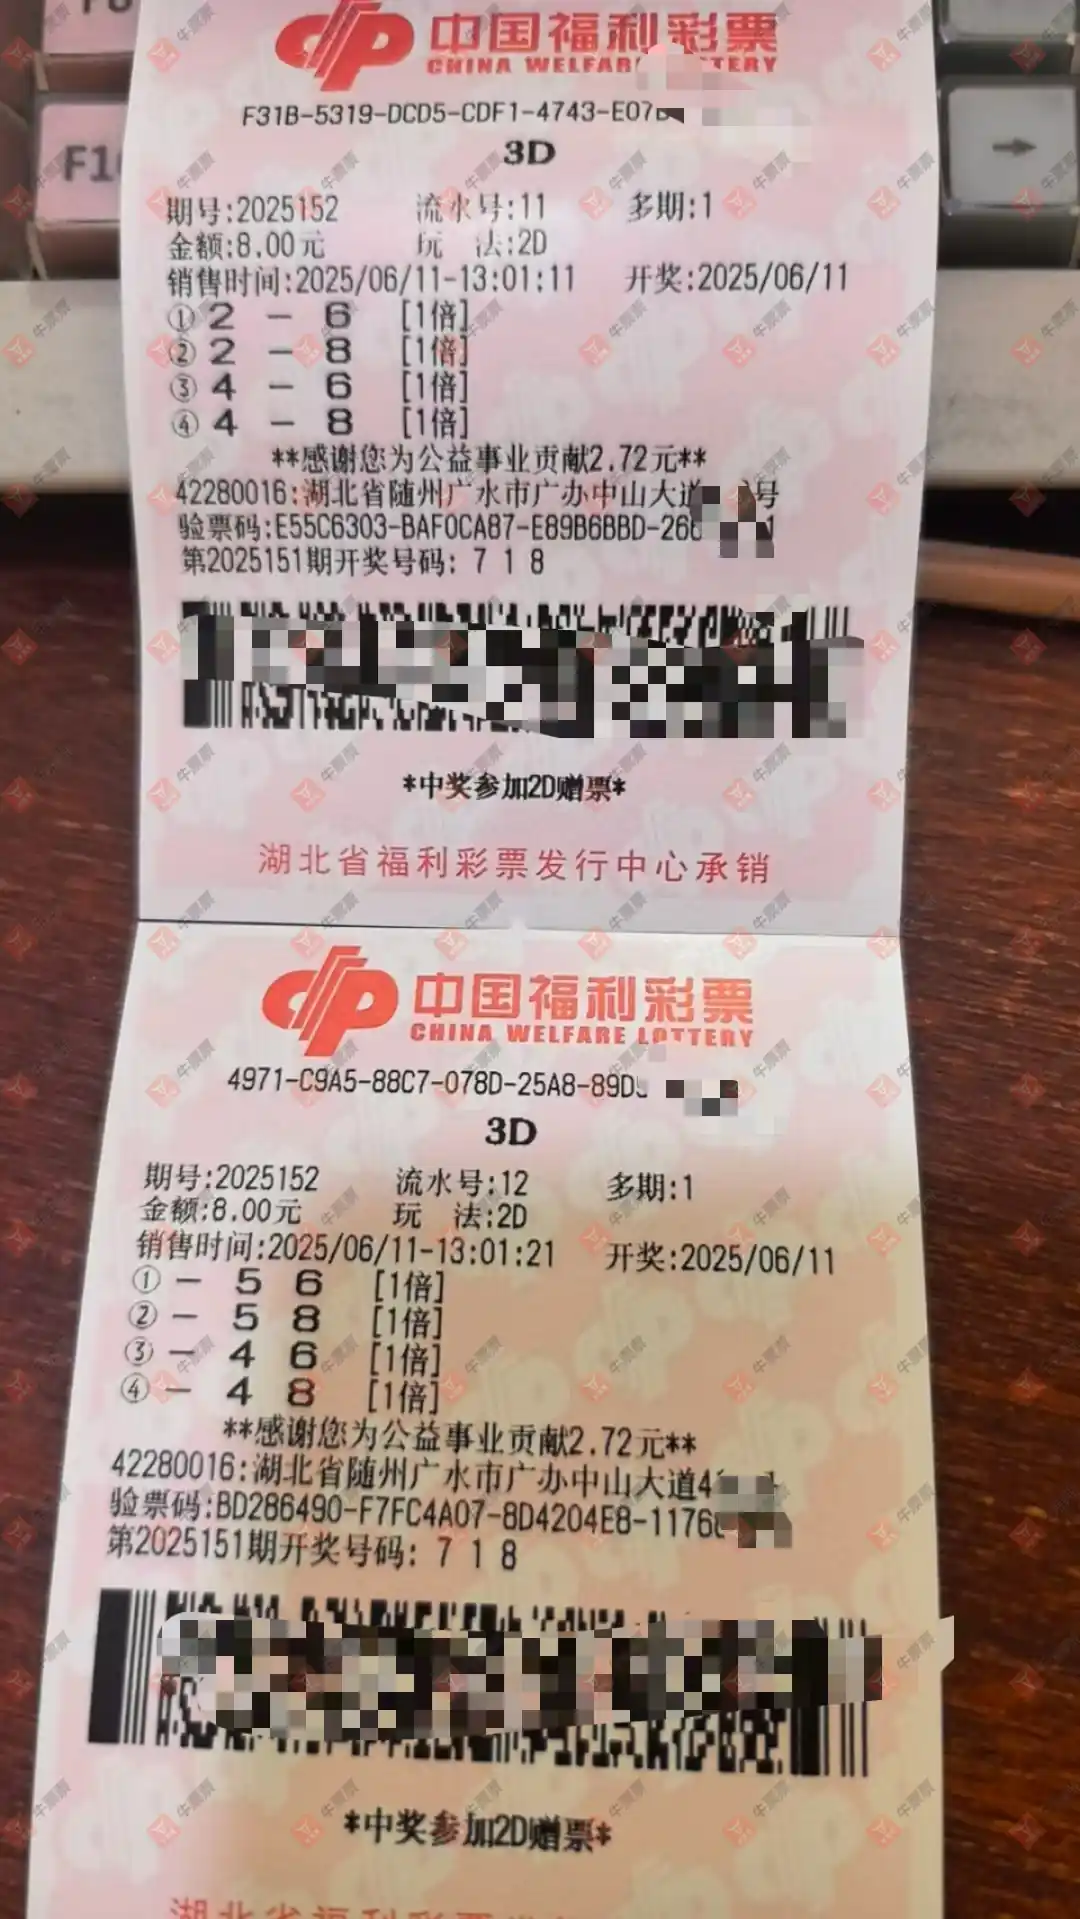 中国福利彩票
CHINA WELFARE LOTTERY
F31B-5319-DCD5-CDF1-4743-E07
3D
期号:2025152 流水号:11 多期:1
金额:8.00元 玩 法:2D
销售时间:2025/06/11-13:01:11 开奖:2025/06/11
① 2 - 6 [1倍]
② 2 - 8 [1倍]
③ 4 - 6 [1倍]
④ 4 - 8 [1倍]
**感谢您为公益事业贡献2.72元**
42280016:湖北省随州广水市广办中山大道 号
验票码:E55C6303-BAF0CA87-E89B6BBD-266
第2025151期开奖号码: 7 1 8
*中奖参加2D赠票*
湖北省福利彩票发行中心承销
中国福利彩票
CHINA WELFARE LOTTERY
4971-C9A5-88C7-078D-25A8-89D
3D
期号:2025152 流水号:12 多期:1
金额:8.00元 玩 法:2D
销售时间:2025/06/11-13:01:21 开奖:2025/06/11
① - 5 6 [1倍]
② - 5 8 [1倍]
③ - 4 6 [1倍]
④ - 4 8 [1倍]
**感谢您为公益事业贡献2.72元**
42280016:湖北省随州广水市广办中山大道4
验票码:BD286490-F7FC4A07-8D4204E8-1176
第2025151期开奖号码: 7 1 8
*中奖参加2D赠票*
湖北省福利彩票